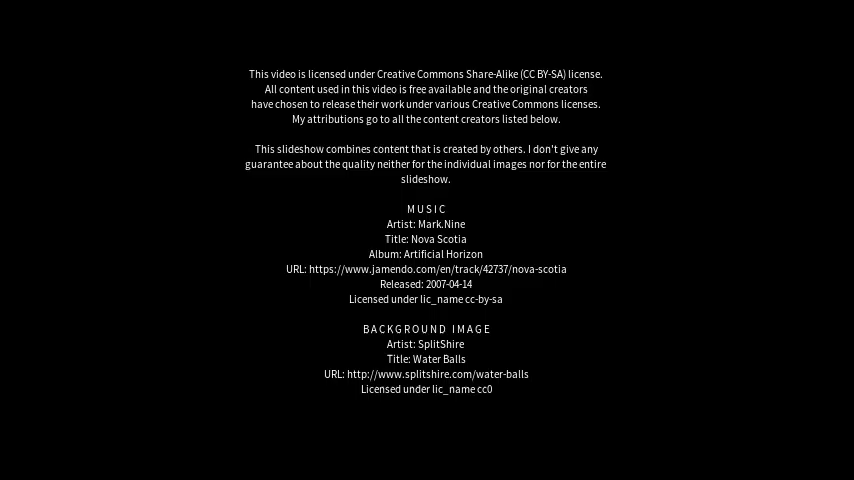 This video is licensed under Creative Commons Share-Alike (CC BY-SA) license.
All content used in this video is free available and the original creators
have chosen to release their work under various Creative Commons licenses.
My attributions go to all the content creators listed below.
This slideshow combines content that is created by others. I don't give any
guarantee about the quality neither for the individual images nor for the entire
slideshow.
MUSIC
Artist: Mark.Nine
Title: Nova Scotia
Album: Artificial Horizon
URL: https://www.jamendo.com/en/track/42737/nova-scotia
Released: 2007-04-14
Licensed under lic_name cc-by-sa
BACKGROUND IMAGE
Artist: SplitShire
Title: Water Balls
URL: http://www.splitshire.com/water-balls
Licensed under lic_name cc0